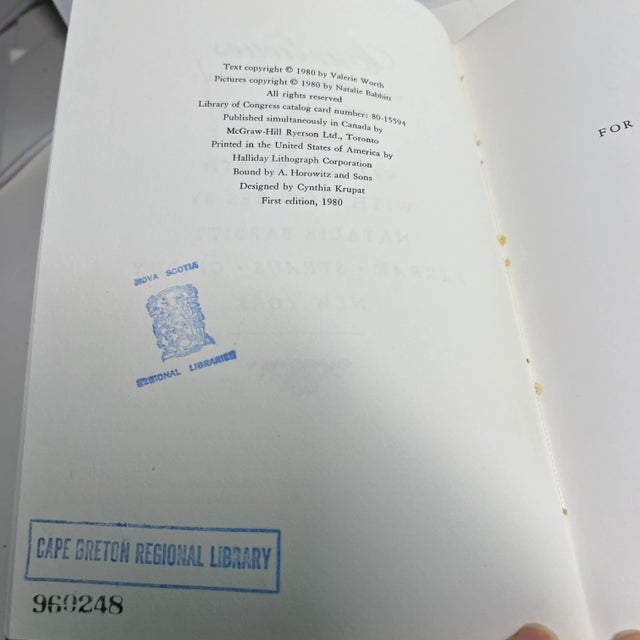 Text copyright © 1980 by Valerie Worth
Pictures copyright © 1980 by Natalie Babbitt
All rights reserved
Library of Congress catalog card number: 80-15594
Published simultaneously in Canada by
McGraw-Hill Ryerson Ltd., Toronto
Printed in the United States of America by
Halliday Lithograph Corporation
Bound by A. Horowitz and Sons
Designed by Cynthia Krupat
First edition, 1980
NOVA SCOTIA
REGIONAL LIBRARIES
CAPE BRETON REGIONAL LIBRARY
960248
FOR